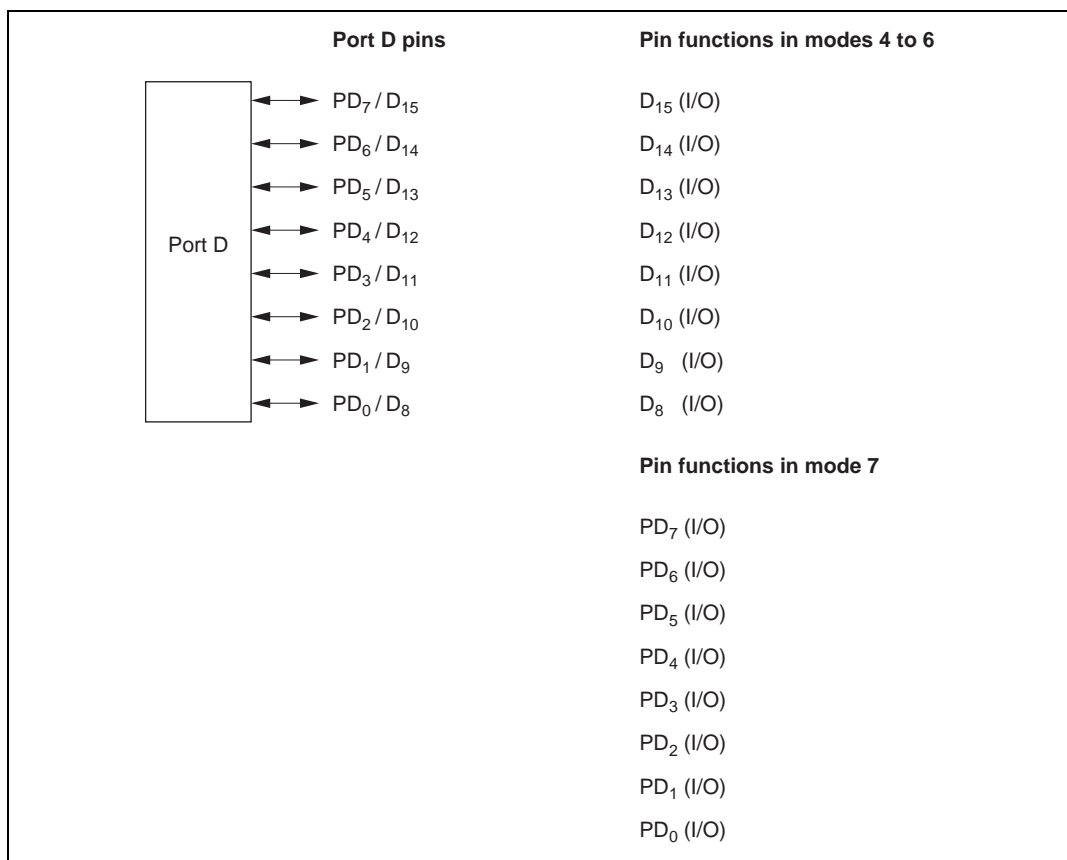 Port D pins Pin functions in modes 4 to 6
PD₇ / D₁₅ D₁₅ (I/O)
PD₆ / D₁₄ D₁₄ (I/O)
PD₅ / D₁₃ D₁₃ (I/O)
PD₄ / D₁₂ D₁₂ (I/O)
Port D
PD₃ / D₁₁ D₁₁ (I/O)
PD₂ / D₁₀ D₁₀ (I/O)
PD₁ / D₉ D₉ (I/O)
PD₀ / D₈ D₈ (I/O)
Pin functions in mode 7
PD₇ (I/O)
PD₆ (I/O)
PD₅ (I/O)
PD₄ (I/O)
PD₃ (I/O)
PD₂ (I/O)
PD₁ (I/O)
PD₀ (I/O)